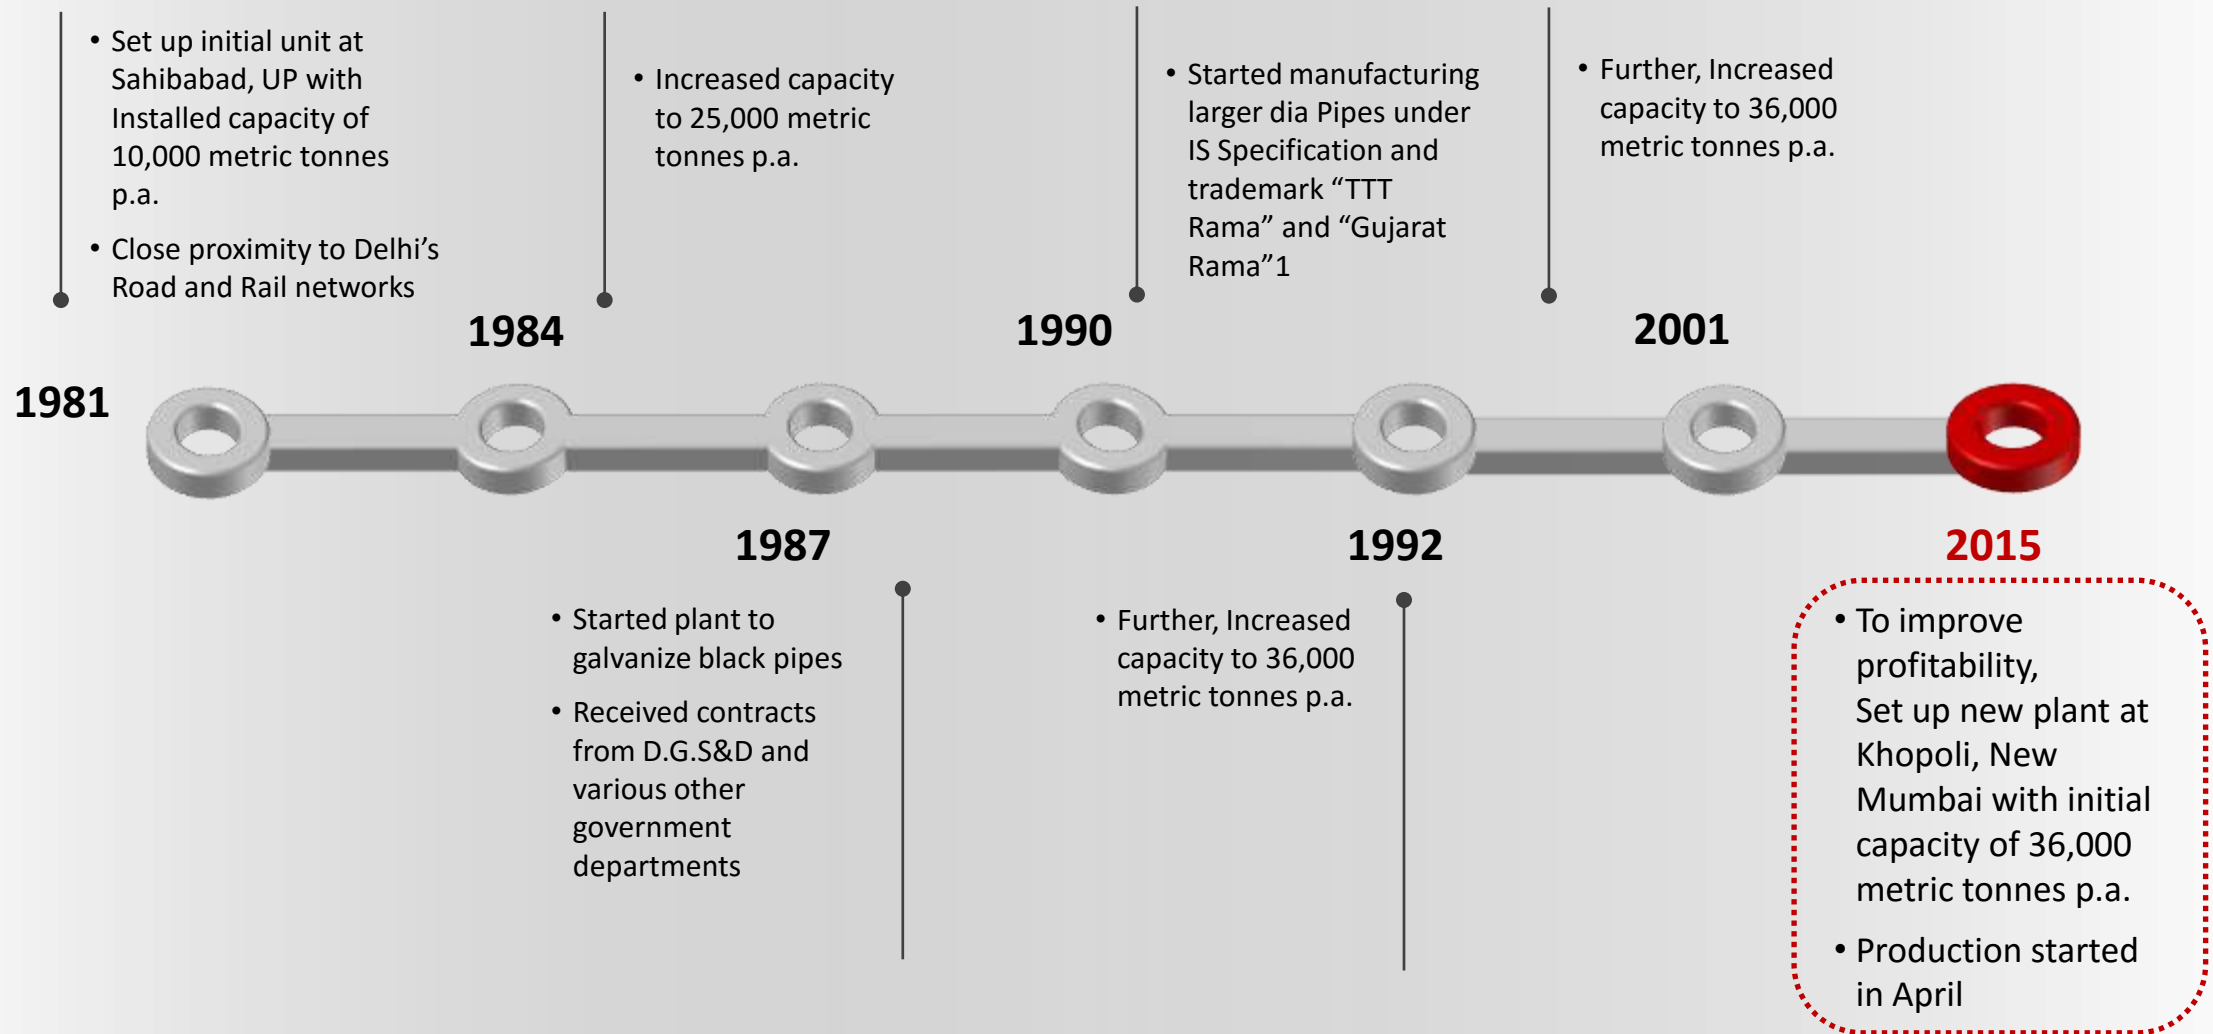 1981
• Set up initial unit at
Sahibabad, UP with
Installed capacity of
10,000 metric tonnes
p.a.
• Close proximity to Delhi’s
Road and Rail networks
1984
• Increased capacity
to 25,000 metric
tonnes p.a.
1987
• Started plant to
galvanize black pipes
• Received contracts
from D.G.S&D and
various other
government
departments
1990
• Started manufacturing
larger dia Pipes under
IS Specification and
trademark “TTT
Rama” and “Gujarat
Rama”1
1992
• Further, Increased
capacity to 36,000
metric tonnes p.a.
2001
• Further, Increased
capacity to 36,000
metric tonnes p.a.
2015
• To improve
profitability,
Set up new plant at
Khopoli, New
Mumbai with initial
capacity of 36,000
metric tonnes p.a.
• Production started
in April